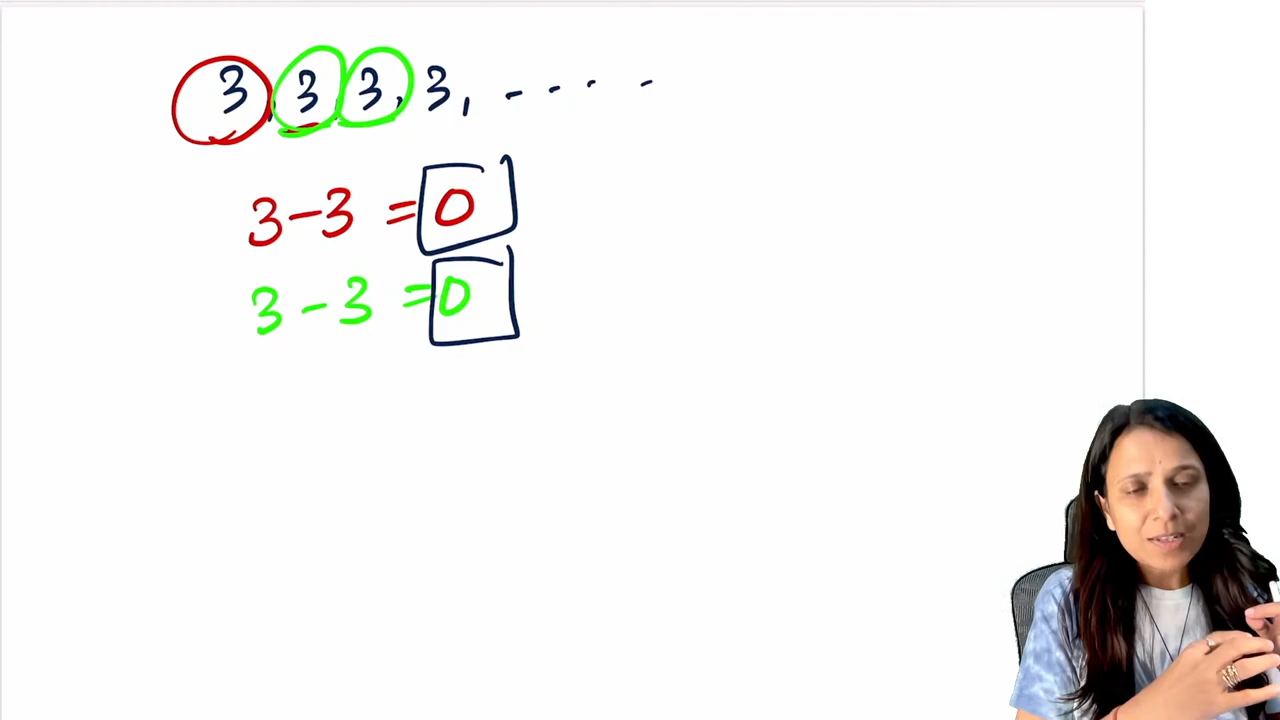 3, 3, 3, 3, - - - -
3-3 = 0
3-3 = 0